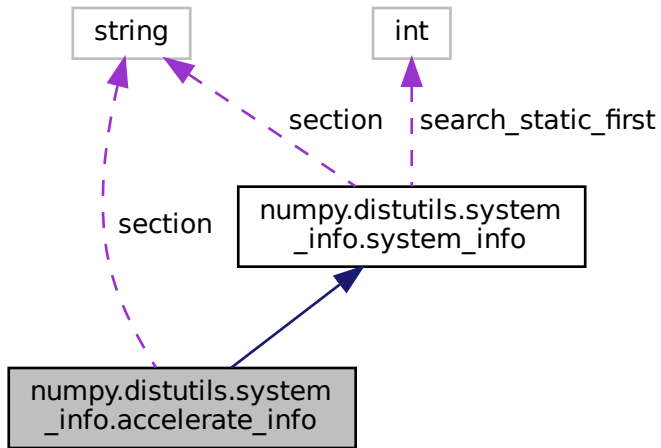 string
int
section
search_static_first
numpy.distutils.system
_info.system_info
section
numpy.distutils.system
_info.accelerate_info